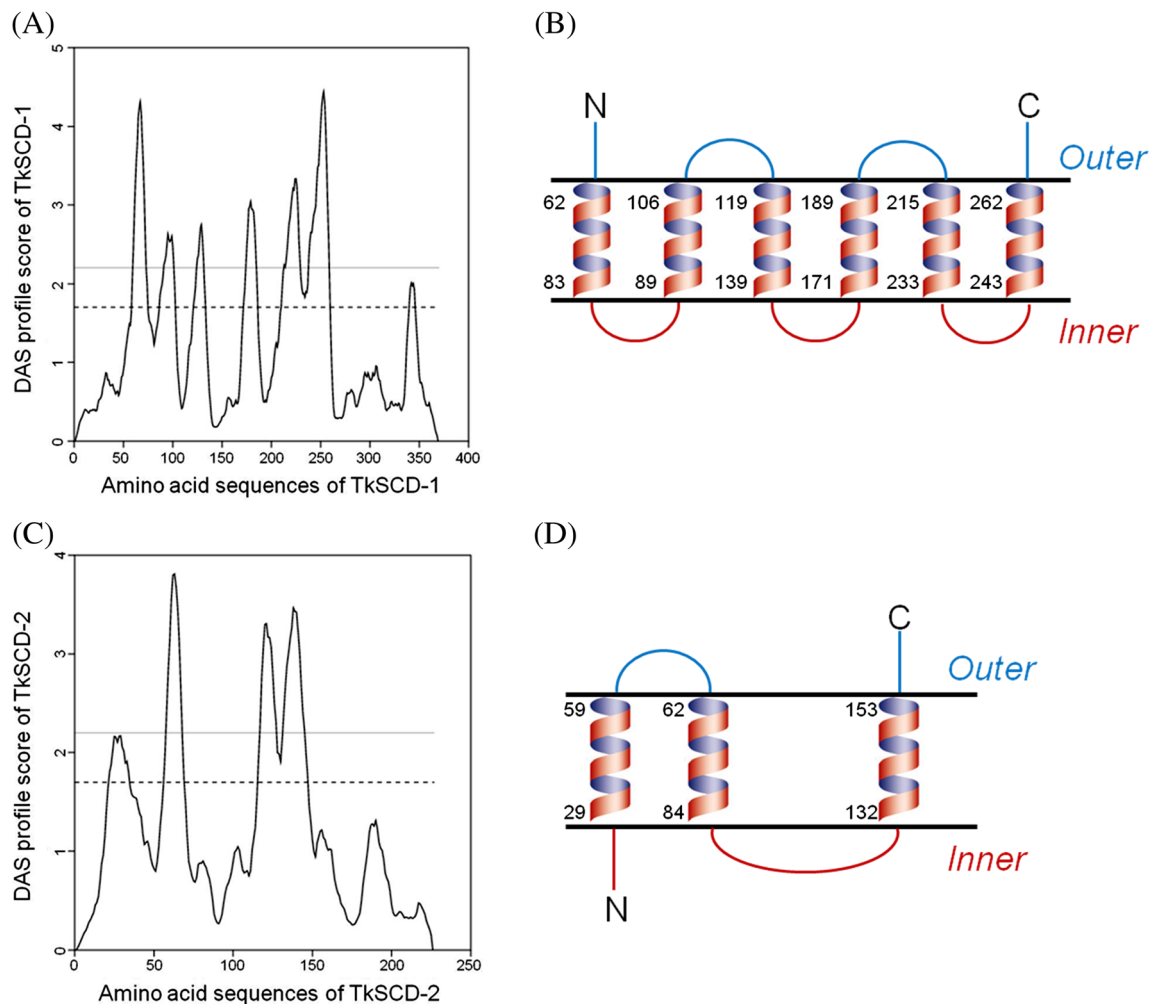 (A)
DAS profile score of TkSCD-1
5
4
3
2
1
0
0 50 100 150 200 250 300 350 400
Amino acid sequences of TkSCD-1
(B)
N C
Outer
62 106 119 189 215 262
83 89 139 171 233 243
Inner
(C)
DAS profile score of TkSCD-2
4
3
2
1
0
0 50 100 150 200 250
Amino acid sequences of TkSCD-2
(D)
C
Outer
59 62 153
29 84 132
Inner
N